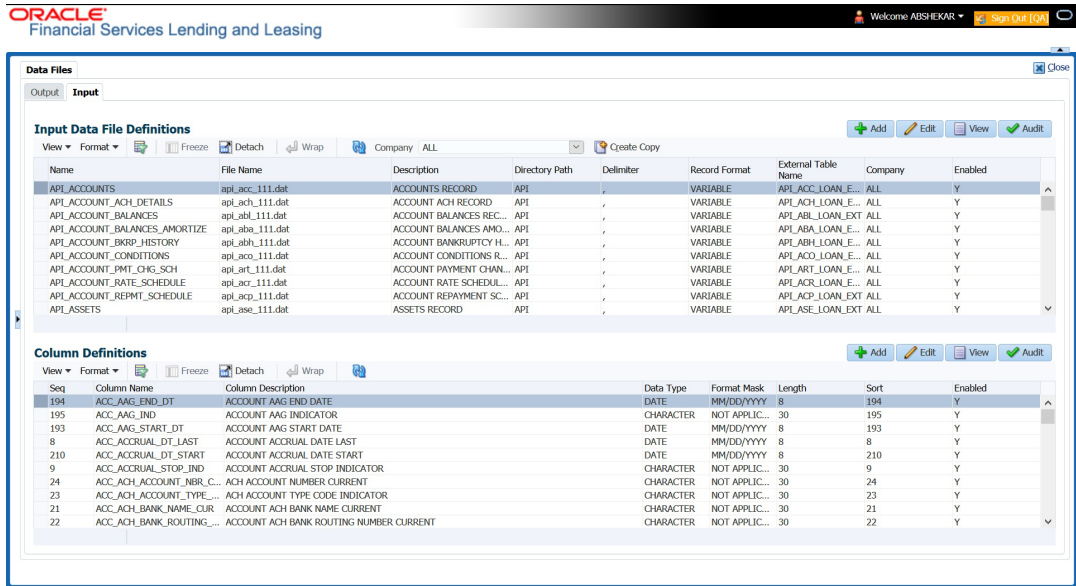 ORACLE
Financial Services Lending and Leasing
Welcome ABSHEKAR
Sign Out [QA]
Data Files
Close
Output Input
Input Data File Definitions
Add Edit View Audit
View Format Freeze Detach Wrap Company ALL Create Copy
Name File Name Description Directory Path Delimiter Record Format External Table Name Company Enabled
API_ACCOUNTS api_acc_111.dat ACCOUNTS RECORD API , VARIABLE API_ACC_LOAN_E... ALL Y
API_ACCOUNT_ACH_DETAILS api_ach_111.dat ACCOUNT ACH RECORD API , VARIABLE API_ACH_LOAN_E... ALL Y
API_ACCOUNT_BALANCES api_abl_111.dat ACCOUNT BALANCES REC... API , VARIABLE API_ABL_LOAN_EXT ALL Y
API_ACCOUNT_BALANCES_AMORTIZE api_aba_111.dat ACCOUNT BALANCES AMO... API , VARIABLE API_ABA_LOAN_E... ALL Y
API_ACCOUNT_BKRP_HISTORY api_abh_111.dat ACCOUNT BANKRUPTCY H... API , VARIABLE API_ABH_LOAN_E... ALL Y
API_ACCOUNT_CONDITIONS api_aco_111.dat ACCOUNT CONDITIONS R... API , VARIABLE API_ACO_LOAN_E... ALL Y
API_ACCOUNT_PMT_CHG_SCH api_art_111.dat ACCOUNT PAYMENT CHAN... API , VARIABLE API_ART_LOAN_E... ALL Y
API_ACCOUNT_RATE_SCHEDULE api_acr_111.dat ACCOUNT RATE SCHEDUL... API , VARIABLE API_ACR_LOAN_E... ALL Y
API_ACCOUNT_REPMT_SCHEDULE api_acp_111.dat ACCOUNT REPAYMENT SC... API , VARIABLE API_ACP_LOAN_EXT ALL Y
API_ASSETS api_ase_111.dat ASSETS RECORD API , VARIABLE API_ASE_LOAN_EXT ALL Y
Column Definitions
Add Edit View Audit
View Format Freeze Detach Wrap
Seq Column Name Column Description Data Type Format Mask Length Sort Enabled
194 ACC_AAG_END_DT ACCOUNT AAG END DATE DATE MM/DD/YYYY 8 194 Y
195 ACC_AAG_IND ACCOUNT AAG INDICATOR CHARACTER NOT APPLIC... 30 195 Y
193 ACC_AAG_START_DT ACCOUNT AAG START DATE DATE MM/DD/YYYY 8 193 Y
8 ACC_ACCRUAL_DT_LAST ACCOUNT ACCRUAL DATE LAST DATE MM/DD/YYYY 8 8 Y
210 ACC_ACCRUAL_DT_START ACCOUNT ACCRUAL DATE START DATE MM/DD/YYYY 8 210 Y
9 ACC_ACCRUAL_STOP_IND ACCOUNT ACCRUAL STOP INDICATOR CHARACTER NOT APPLIC... 30 9 Y
24 ACC_ACH_ACCOUNT_NBR_C... ACH ACCOUNT NUMBER CURRENT CHARACTER NOT APPLIC... 30 24 Y
23 ACC_ACH_ACCOUNT_TYPE_... ACH ACCOUNT TYPE CODE INDICATOR CHARACTER NOT APPLIC... 30 23 Y
21 ACC_ACH_BANK_NAME_CUR ACCOUNT ACH BANK NAME CURRENT CHARACTER NOT APPLIC... 30 21 Y
22 ACC_ACH_BANK_ROUTING_... ACCOUNT ACH BANK ROUTING NUMBER CURRENT CHARACTER NOT APPLIC... 30 22 Y